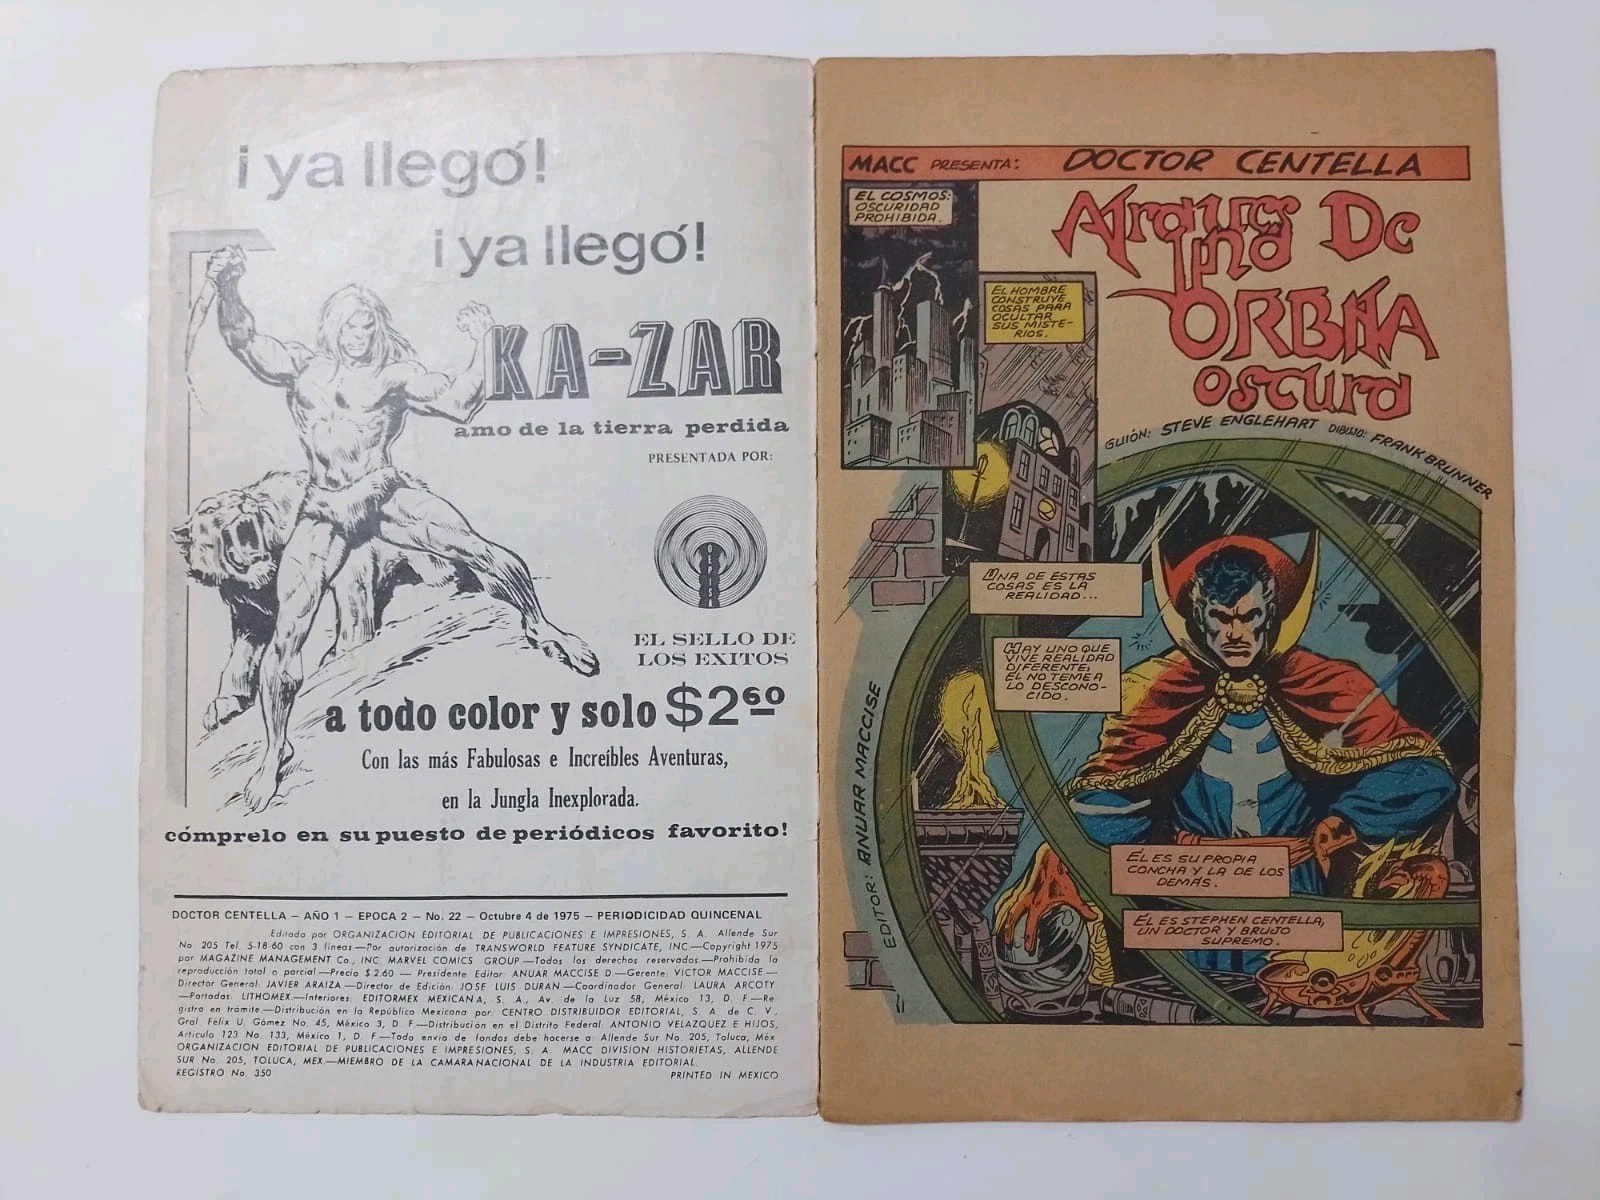 ¡ya llegó!
¡ya llegó!
KA-ZAR
amo de la tierra perdida
PRESENTADA POR:
OEPISA
EL SELLO DE
LOS EXITOS
a todo color y solo $2.60
Con las más Fabulosas e Increíbles Aventuras,
en la Jungla Inexplorada.
cómprelo en su puesto de periódicos favorito!
DOCTOR CENTELLA — AÑO 1 — EPOCA 2 — No. 22 — Octubre 4 de 1975 — PERIODICIDAD QUINCENAL
Editada por ORGANIZACION EDITORIAL DE PUBLICACIONES E IMPRESIONES, S. A. Allende Sur
No 205 Tel. 5-18-60 con 3 líneas—Por autorización de TRANSWORLD FEATURE SYNDICATE, INC—Copyright 1975
por MAGAZINE MANAGEMENT Co., INC. MARVEL COMICS GROUP—Todos los derechos reservados—Prohibida la
reproducción total o parcial—Precio $ 2.60 — Presidente Editor: ANUAR MACCISE D.—Gerente: VICTOR MACCISE—
Director General: JAVIER ARAIZA—Director de Edición: JOSE LUIS DURAN—Coordinador General: LAURA ARCOTY
—Portadas: LITHOMEX—Interiores: EDITORMEX MEXICANA, S. A., Av. de la Luz 58, México 13, D. F—Re
gistro en trámite.—Distribución en la República Mexicana por: CENTRO DISTRIBUIDOR EDITORIAL, S. A. de C. V,
Gral. Félix U. Gómez No. 45, México 3, D. F—Distribución en el Distrito Federal: ANTONIO VELAZQUEZ E HIJOS,
Artículo 123 No. 133, México 1, D. F—Todo envío de fondos debe hacerse a: Allende Sur No. 205, Toluca, Méx
ORGANIZACION EDITORIAL DE PUBLICACIONES E IMPRESIONES, S. A. MACC DIVISION HISTORIETAS, ALLENDE
SUR No. 205, TOLUCA, MEX.—MIEMBRO DE LA CAMARA NACIONAL DE LA INDUSTRIA EDITORIAL.
REGISTRO No. 350
PRINTED IN MEXICO
MACC PRESENTA: DOCTOR CENTELLA
Atraves De
Una
ORBITA
oscura
GUIÓN: STEVE ENGLEHART DIBUJO: FRANK BRUNNER
EL COSMOS:
OSCURIDAD
PROHIBIDA.
EL HOMBRE
CONSTRUYE
COSAS PARA
OCULTAR
SUS MISTE-
RIOS.
UNA DE ESTAS
COSAS ES LA
REALIDAD...
HAY UNO QUE
VIVE REALIDAD
DIFERENTE,
EL NO TEME A
LO DESCONO-
CIDO.
EDITOR: ANUAR MACCISE
EL ES SU PROPIA
CONCHA Y LA DE LOS
DEMÁS.
ÉL ES STEPHEN CENTELLA,
UN DOCTOR Y BRUJO
SUPREMO.